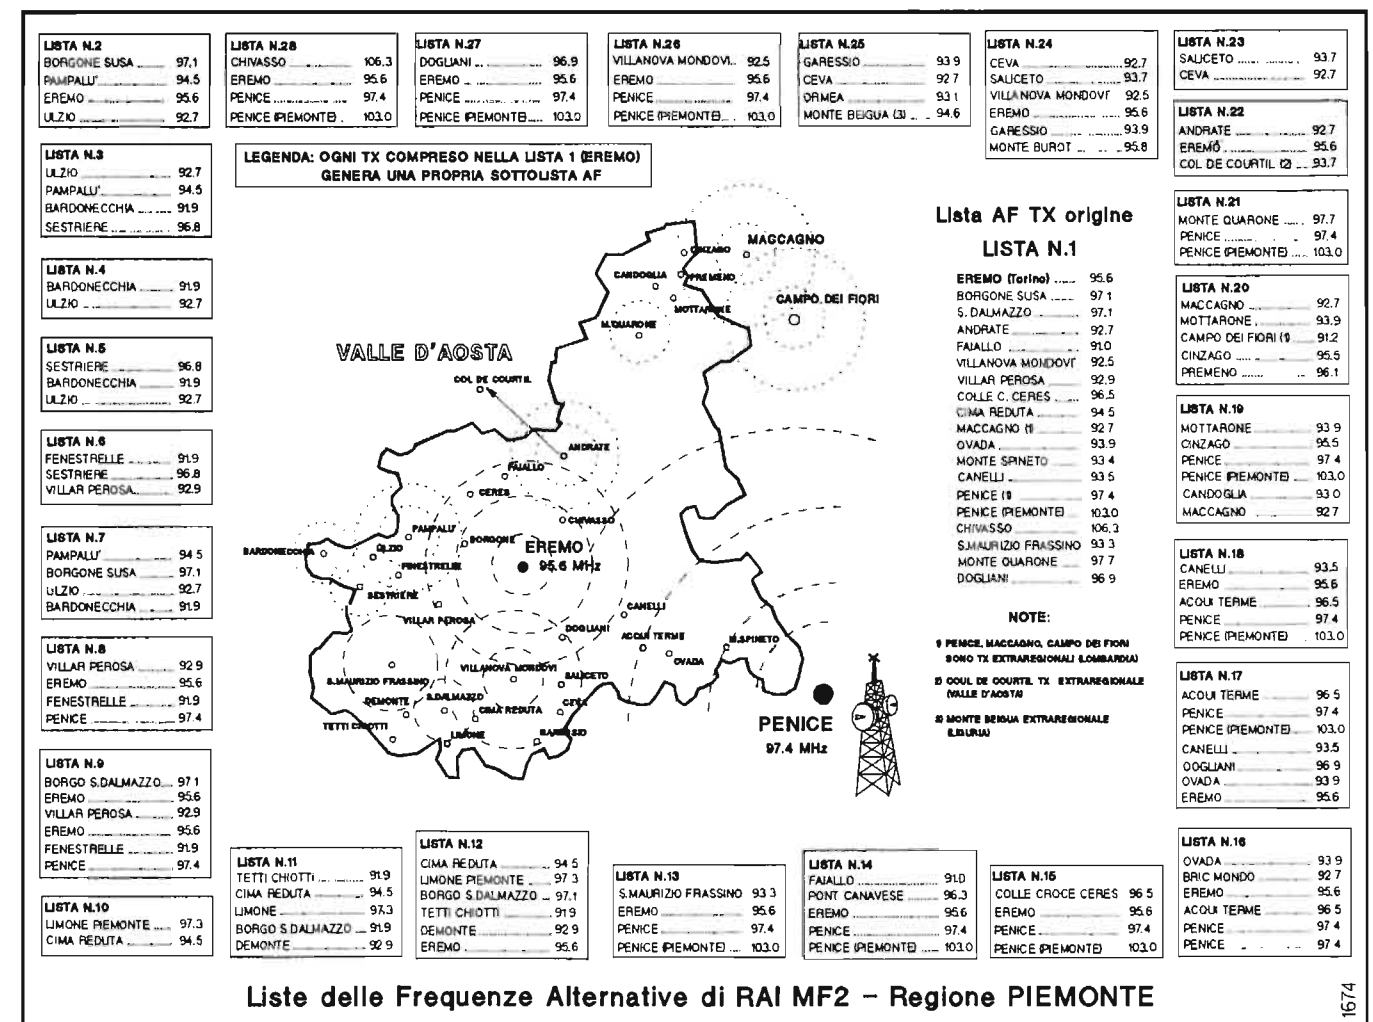 LISTA N.2
BORGONE SUSA 97.1
PAMPALU' 94.5
EREMO 95.6
ULZIO 92.7
LISTA N.28
CHIVASSO 106.3
EREMO 95.6
PENICE 97.4
PENICE (PIEMONTE) 103.0
LISTA N.27
DOGLIANI 96.9
EREMO 95.6
PENICE 97.4
PENICE (PIEMONTE) 103.0
LISTA N.26
VILLANOVA MONDOVI 92.5
EREMO 95.6
PENICE 97.4
PENICE (PIEMONTE) 103.0
LISTA N.25
GARESSIO 93 9
CEVA 92 7
ORMEA 93 1
MONTE BEIGUA (3) 94.6
LISTA N.24
CEVA 92.7
SALICETO 93.7
VILLANOVA MONDOVI' 92.5
EREMO 95.6
GARESSIO 93.9
MONTE BUROT 95.8
LISTA N.23
SALICETO 93.7
CEVA 92.7
LISTA N.22
ANDRATE 92.7
EREMO 95.6
COL DE COURTIL (2) 93.7
LISTA N.21
MONTE QUARONE 97.7
PENICE 97.4
PENICE (PIEMONTE) 103.0
LISTA N.20
MACCAGNO 92.7
MOTTARONE 93.9
CAMPO DEI FIORI (1) 91.2
CINZAGO 95.5
PREMENO 96.1
LISTA N.19
MOTTARONE 93 9
CINZAGO 95.5
PENICE 97 4
PENICE (PIEMONTE) 103.0
CANDOGLIA 93 0
MACCAGNO 92 7
LISTA N.18
CANELLI 93.5
EREMO 95.6
ACQUI TERME 96.5
PENICE 97.4
PENICE (PIEMONTE) 103.0
LISTA N.17
ACQUI TERME 96 5
PENICE 97 4
PENICE (PIEMONTE) 103.0
CANELLI 93.5
DOGLIANI 96 9
OVADA 93 9
EREMO 95.6
LISTA N.16
OVADA 93 9
BRIC MONDO 92 7
EREMO 95.6
ACQUI TERME 96 5
PENICE 97 4
PENICE 97 4
LISTA N.3
ULZIO 92.7
PAMPALU' 94.5
BARDONECCHIA 91.9
SESTRIERE 96.8
LISTA N.4
BARDONECCHIA 91.9
ULZIO 92.7
LISTA N.5
SESTRIERE 96.8
BARDONECCHIA 91.9
ULZIO 92.7
LISTA N.6
FENESTRELLE 91.9
SESTRIERE 96.8
VILLAR PEROSA 92.9
LISTA N.7
PAMPALU' 94 5
BORGONE SUSA 97.1
ULZIO 92.7
BARDONECCHIA 91.9
LISTA N.8
VILLAR PEROSA 92 9
EREMO 95.6
FENESTRELLE 91.9
PENICE 97.4
LISTA N.9
BORGO S.DALMAZZO 97 1
EREMO 95.6
VILLAR PEROSA 92.9
EREMO 95.6
FENESTRELLE 91.9
PENICE 97.4
LISTA N.10
LIMONE PIEMONTE 97.3
CIMA REDUTA 94.5
LISTA N.11
TETTI CHIOTTI 91.9
CIMA REDUTA 94.5
LIMONE 97.3
BORGO S DALMAZZO 91.9
DEMONTE 92 9
LISTA N.12
CIMA REDUTA 94 5
LIMONE PIEMONTE 97 3
BORGO S.DALMAZZO 97.1
TETTI CHIOTTI 91 9
DEMONTE 92 9
EREMO 95.6
LISTA N.13
S.MAURIZIO FRASSINO 93 3
EREMO 95.6
PENICE 97.4
PENICE (PIEMONTE) 103.0
LISTA N.14
FAIALLO 91.0
PONT CANAVESE 96.3
EREMO 95.6
PENICE 97.4
PENICE (PIEMONTE) 103.0
LISTA N.15
COLLE CROCE CERES 96 5
EREMO 95.6
PENICE 97.4
PENICE (PIEMONTE) 103.0
LEGENDA: OGNI TX COMPRESO NELLA LISTA 1 (EREMO)
GENERA UNA PROPRIA SOTTOLISTA AF
Lista AF TX origine
LISTA N.1
EREMO (Torino) 95.6
BORGONE SUSA 97 1
S. DALMAZZO 97.1
ANDRATE 92.7
FAIALLO 91.0
VILLANOVA MONDOVI' 92.5
VILLAR PEROSA 92.9
COLLE C. CERES 96.5
CIMA REDUTA 94 5
MACCAGNO (1) 92 7
OVADA 93.9
MONTE SPINETO 93 4
CANELLI 93 5
PENICE (1) 97 4
PENICE (PIEMONTE) 103.0
CHIVASSO 106.3
S.MAURIZIO FRASSINO 93 3
MONTE QUARONE 97 7
DOGLIANI 96 9
NOTE:
1) PENICE, MACCAGNO, CAMPO DEI FIORI
SONO TX EXTRAREGIONALI (LOMBARDIA)
2) COUL DE COURTIL TX EXTRAREGIONALE
(VALLE D'AOSTA)
3) MONTE BEIGUA EXTRAREGIONALE
(LIGURIA)
CINZAGO
MACCAGNO
CANDOGLIA
PREMENO
MOTTARONE
CAMPO DEI FIORI
M.QUARONE
VALLE D'AOSTA
COL DE COURTIL
ANDRATE
FAIALLO
CERES
CHIVASSO
PAMPALU'
BORGONE
BARDONECCHIA
ULZIO
EREMO
95.6 MHz
FENESTRELLE
SESTRIERE
VILLAR PEROSA
CANELLI
DOGLIANI
ACQUI TERME
M.SPINETO
OVADA
VILLANOVA MONDOVI
SALICETO
S.MAURIZIO FRASSINO
DEMONTE
S.DALMAZZO
CIMA REDUTA
CEVA
TETTI CHIOTTI
LIMONE
GARESSIO
PENICE
97.4 MHz
Liste delle Frequenze Alternative di RAI MF2 – Regione PIEMONTE
1674